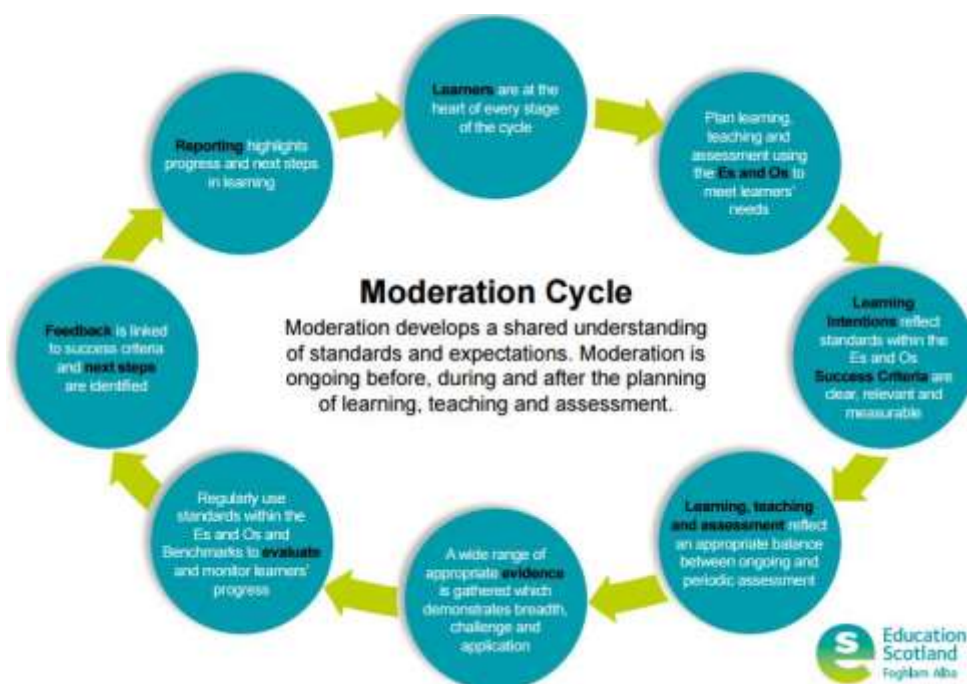 Learners are at the
heart of every stage
of the cycle
Plan learning,
teaching and
assessment using
the Es and Os to
meet learners'
needs
Learning
Intentions reflect
standards within the
Es and Os
Success Criteria are
clear, relevant and
measurable
Learning, teaching
and assessment reflect
an appropriate balance
between ongoing and
periodic assessment
A wide range of
appropriate evidence
is gathered which
demonstrates breadth,
challenge and
application
Regularly use
standards within the
Es and Os and
Benchmarks to evaluate
and monitor learners'
progress
Feedback is linked
to success criteria
and next steps
are identified
Reporting highlights
progress and next steps
in learning
Moderation Cycle
Moderation develops a shared understanding
of standards and expectations. Moderation is
ongoing before, during and after the planning
of learning, teaching and assessment.
Education
Scotland
Foghlam Alba